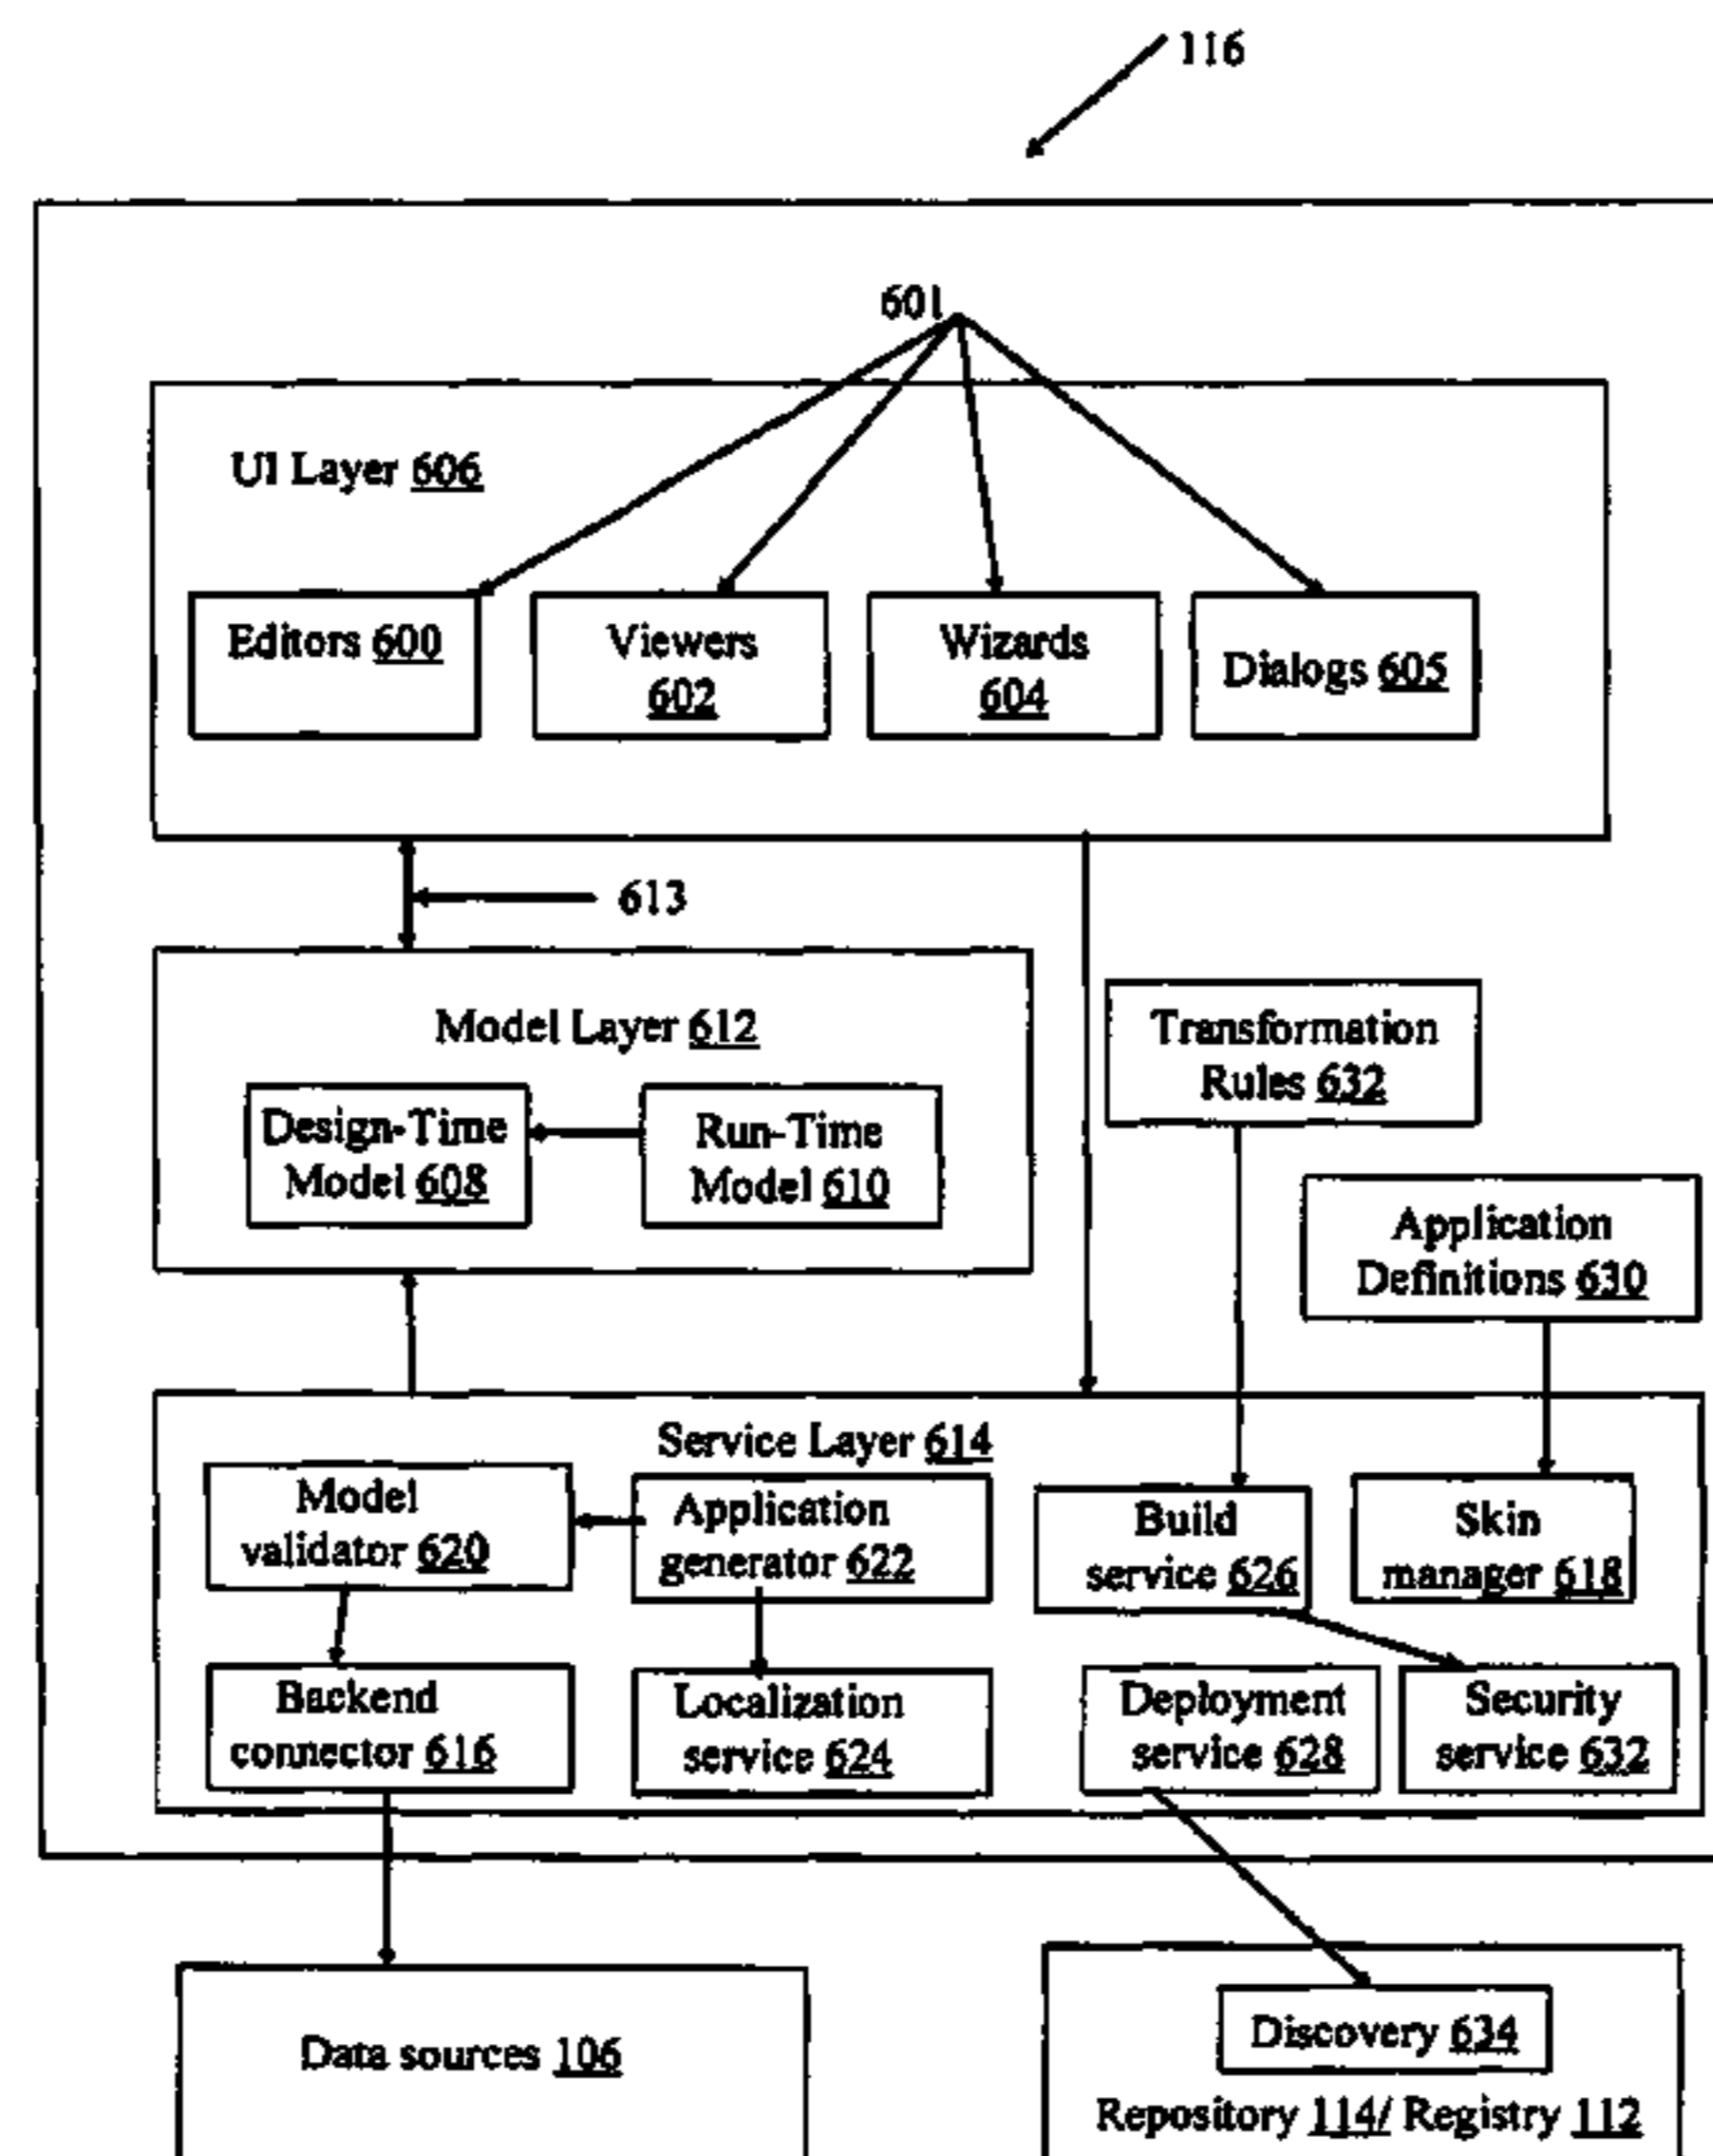 116
601
UI Layer 606
Editors 600
Viewers
602
Wizards
604
Dialogs 605
613
Model Layer 612
Design-Time
Model 608
Run-Time
Model 610
Transformation
Rules 632
Application
Definitions 630
Service Layer 614
Model
validator 620
Application
generator 622
Build
service 626
Skin
manager 618
Backend
connector 616
Localization
service 624
Deployment
service 628
Security
service 632
Data sources 106
Discovery 634
Repository 114/ Registry 112